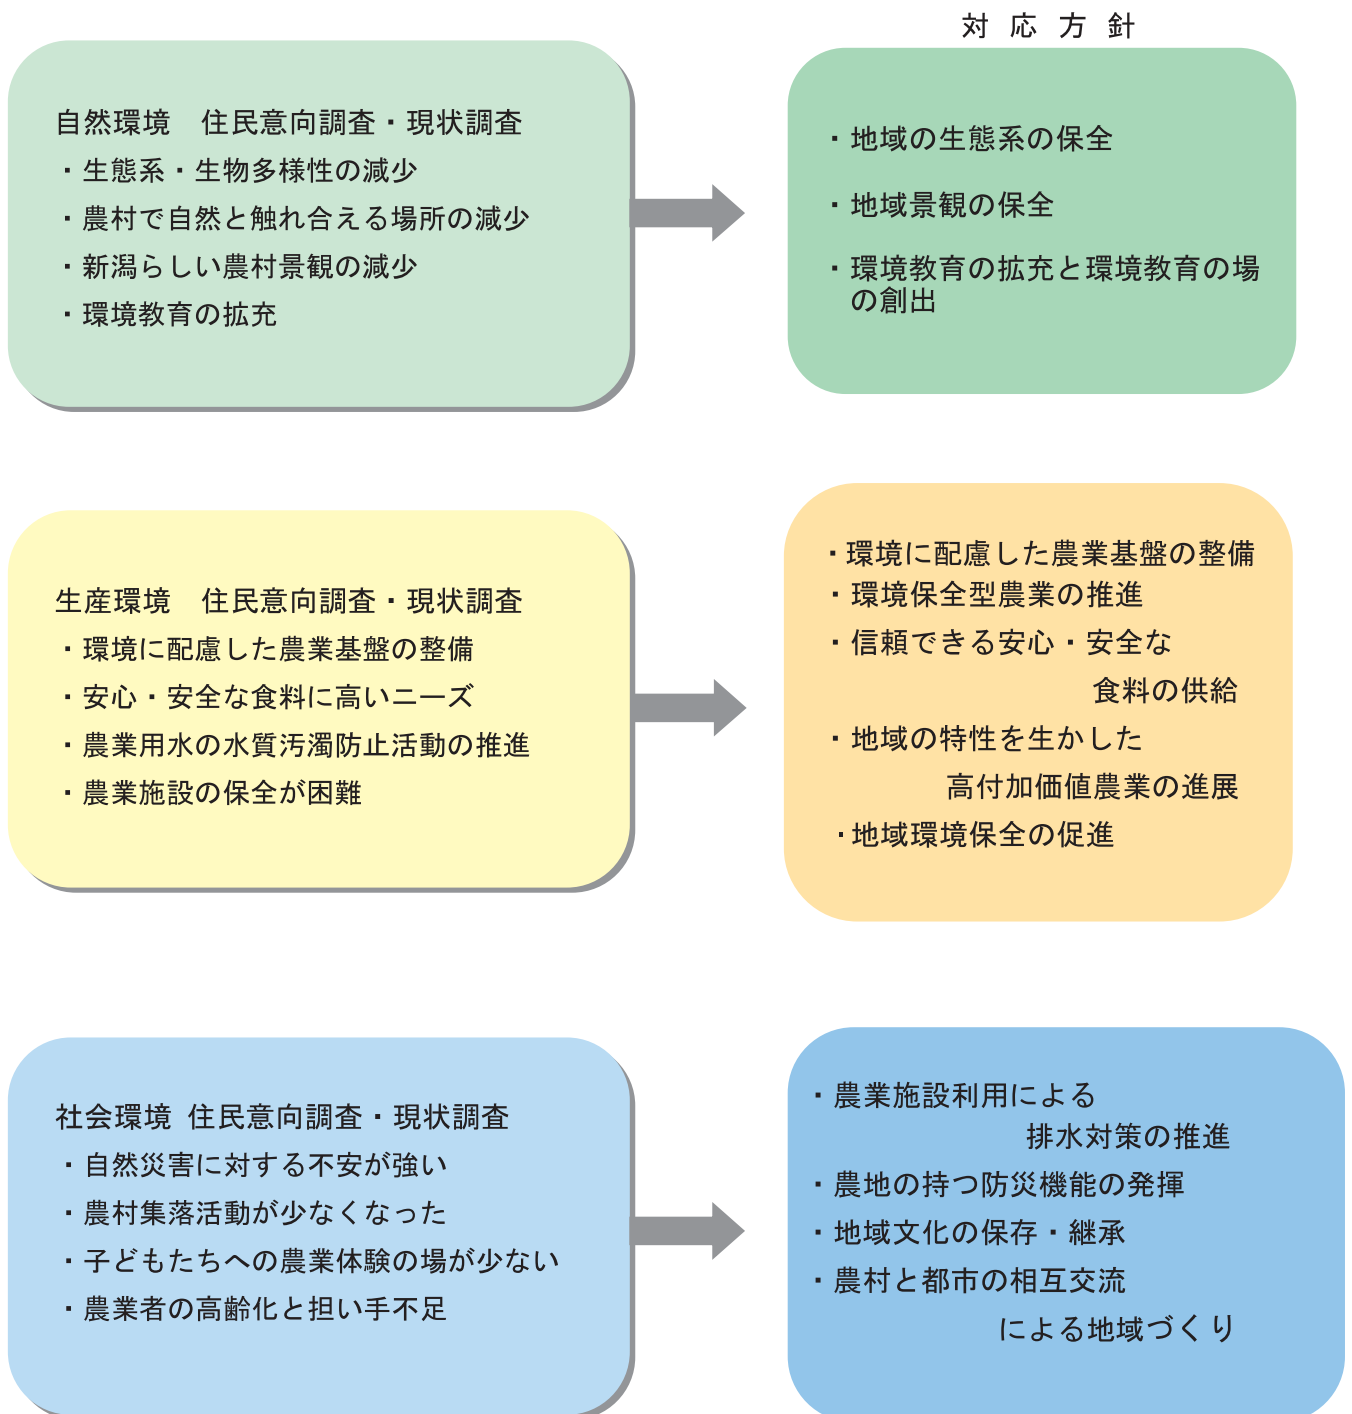 対応方針
自然環境　住民意向調査・現状調査
・生態系・生物多様性の減少
・農村で自然と触れ合える場所の減少
・新潟らしい農村景観の減少
・環境教育の拡充
・地域の生態系の保全
・地域景観の保全
・環境教育の拡充と環境教育の場
の創出
生産環境　住民意向調査・現状調査
・環境に配慮した農業基盤の整備
・安心・安全な食料に高いニーズ
・農業用水の水質汚濁防止活動の推進
・農業施設の保全が困難
・環境に配慮した農業基盤の整備
・環境保全型農業の推進
・信頼できる安心・安全な
食料の供給
・地域の特性を生かした
高付加価値農業の進展
・地域環境保全の促進
社会環境 住民意向調査・現状調査
・自然災害に対する不安が強い
・農村集落活動が少なくなった
・子どもたちへの農業体験の場が少ない
・農業者の高齢化と担い手不足
・農業施設利用による
排水対策の推進
・農地の持つ防災機能の発揮
・地域文化の保存・継承
・農村と都市の相互交流
による地域づくり